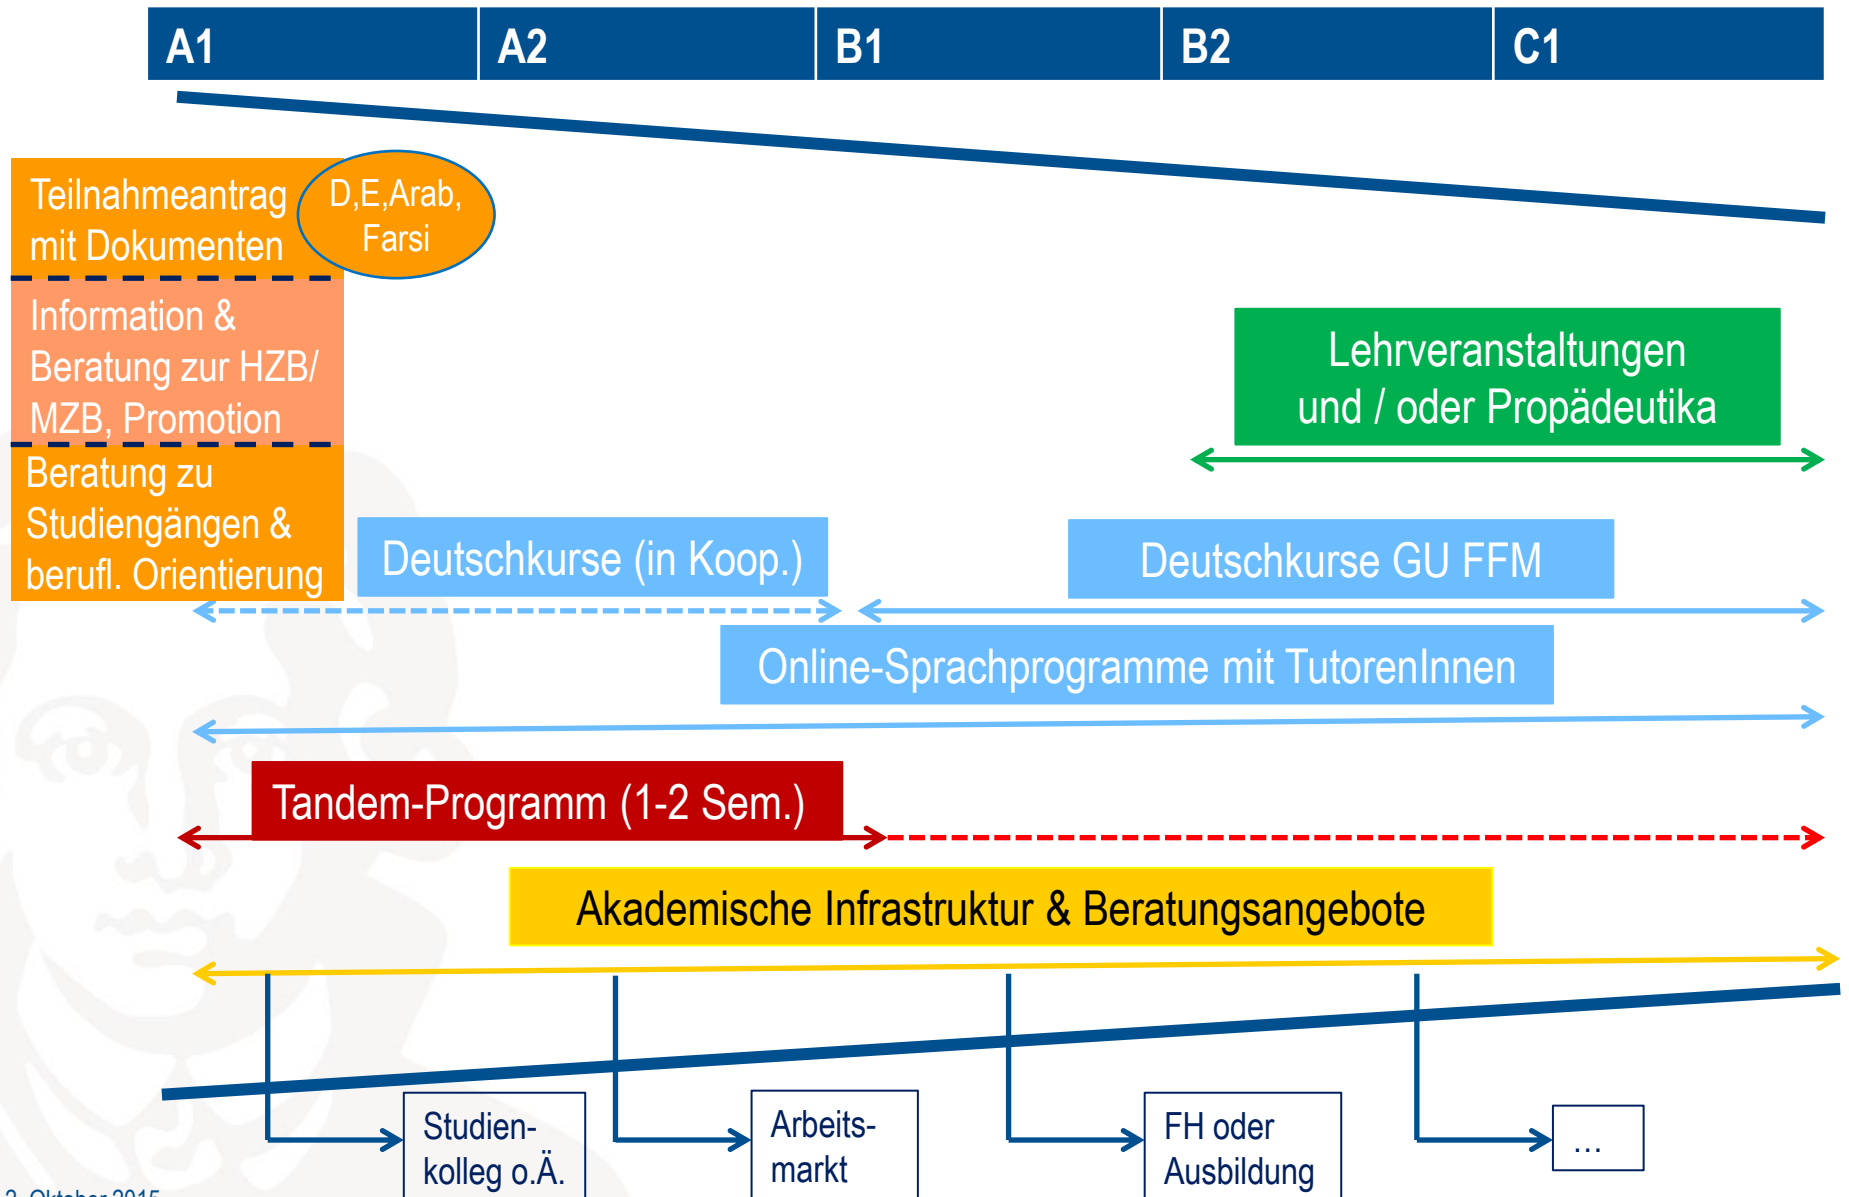 A1 A2 B1 B2 C1
Teilnahmeantrag
mit Dokumenten
D,E,Arab,
Farsi
Information &
Beratung zur HZB/
MZB, Promotion
Beratung zu
Studiengängen &
berufl. Orientierung
Lehrveranstaltungen
und / oder Propädeutika
Deutschkurse (in Koop.)
Deutschkurse GU FFM
Online-Sprachprogramme mit TutorenInnen
Tandem-Programm (1-2 Sem.)
Akademische Infrastruktur & Beratungsangebote
Studien-
kolleg o.Ä.
Arbeits-
markt
FH oder
Ausbildung
...
Oktober 2015